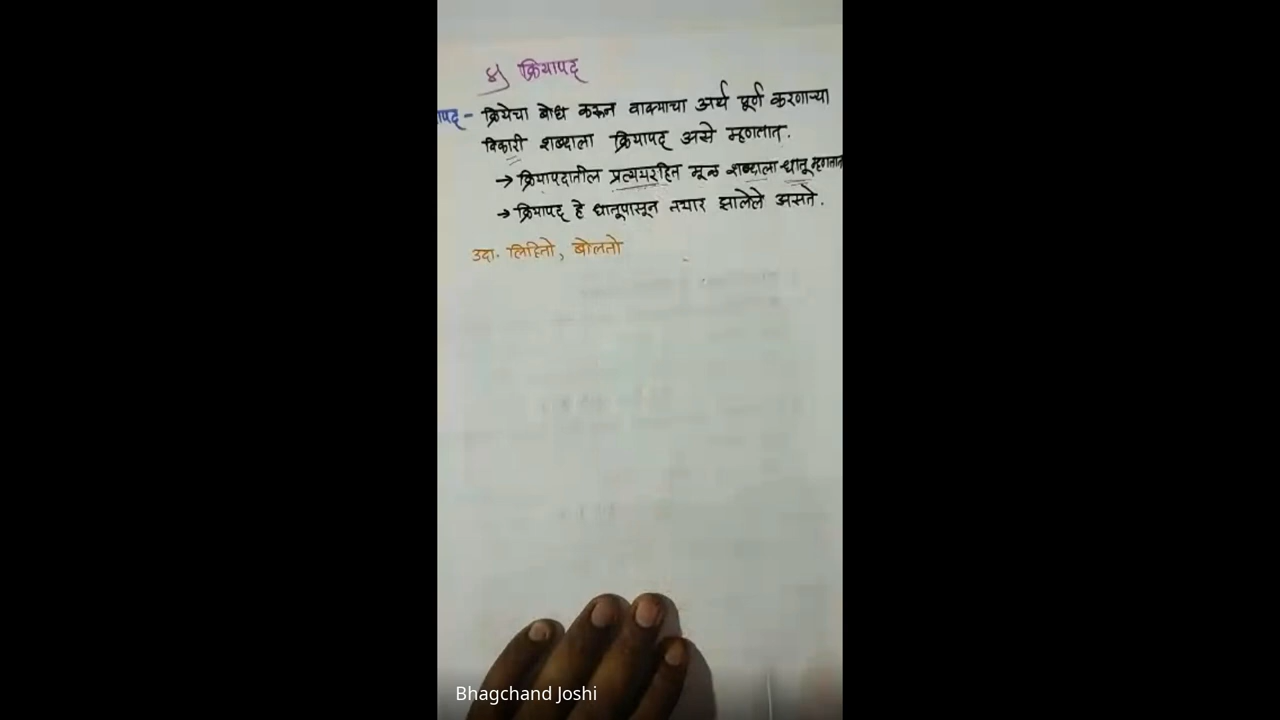 ४) क्रियापद
क्रियेचा बोध करून वाक्याचा अर्थ पूर्ण करणाऱ्या
विकारी शब्दाला क्रियापद असे म्हणतात.
→ क्रियापदातील प्रत्ययरहित मूळ शब्दाला धातू म्हणतात
→ क्रियापद हे धातूपासून तयार झालेले असते.
उदा. लिहितो, बोलतो
Bhagchand Joshi